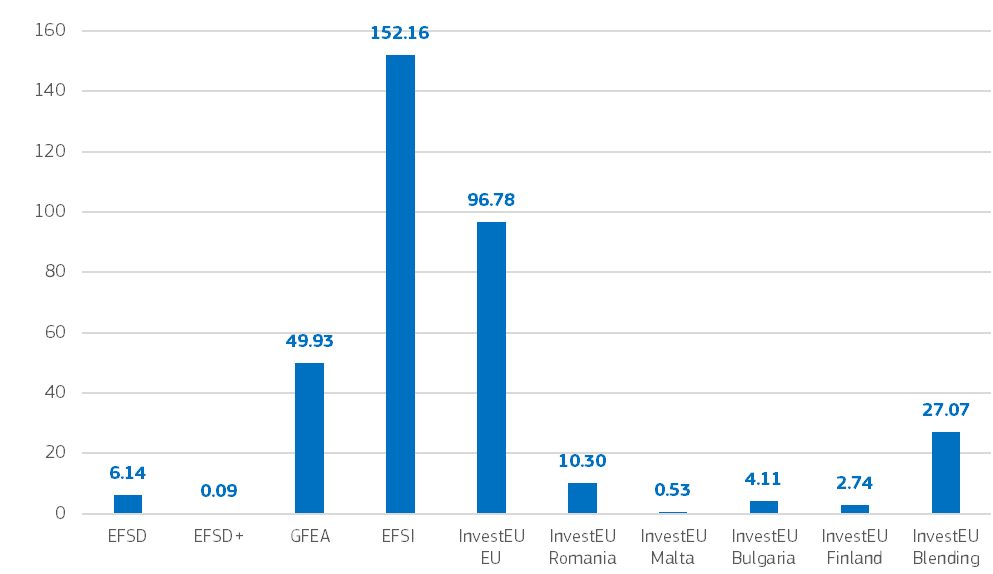 160
140
120
100
80
60
40
20
0
6.14
0.09
49.93
152.16
96.78
10.30
0.53
4.11
2.74
27.07
EFSD
EFSD+
GFEA
EFSI
InvestEU
EU
InvestEU
Romania
InvestEU
Malta
InvestEU
Bulgaria
InvestEU
Finland
InvestEU
Blending